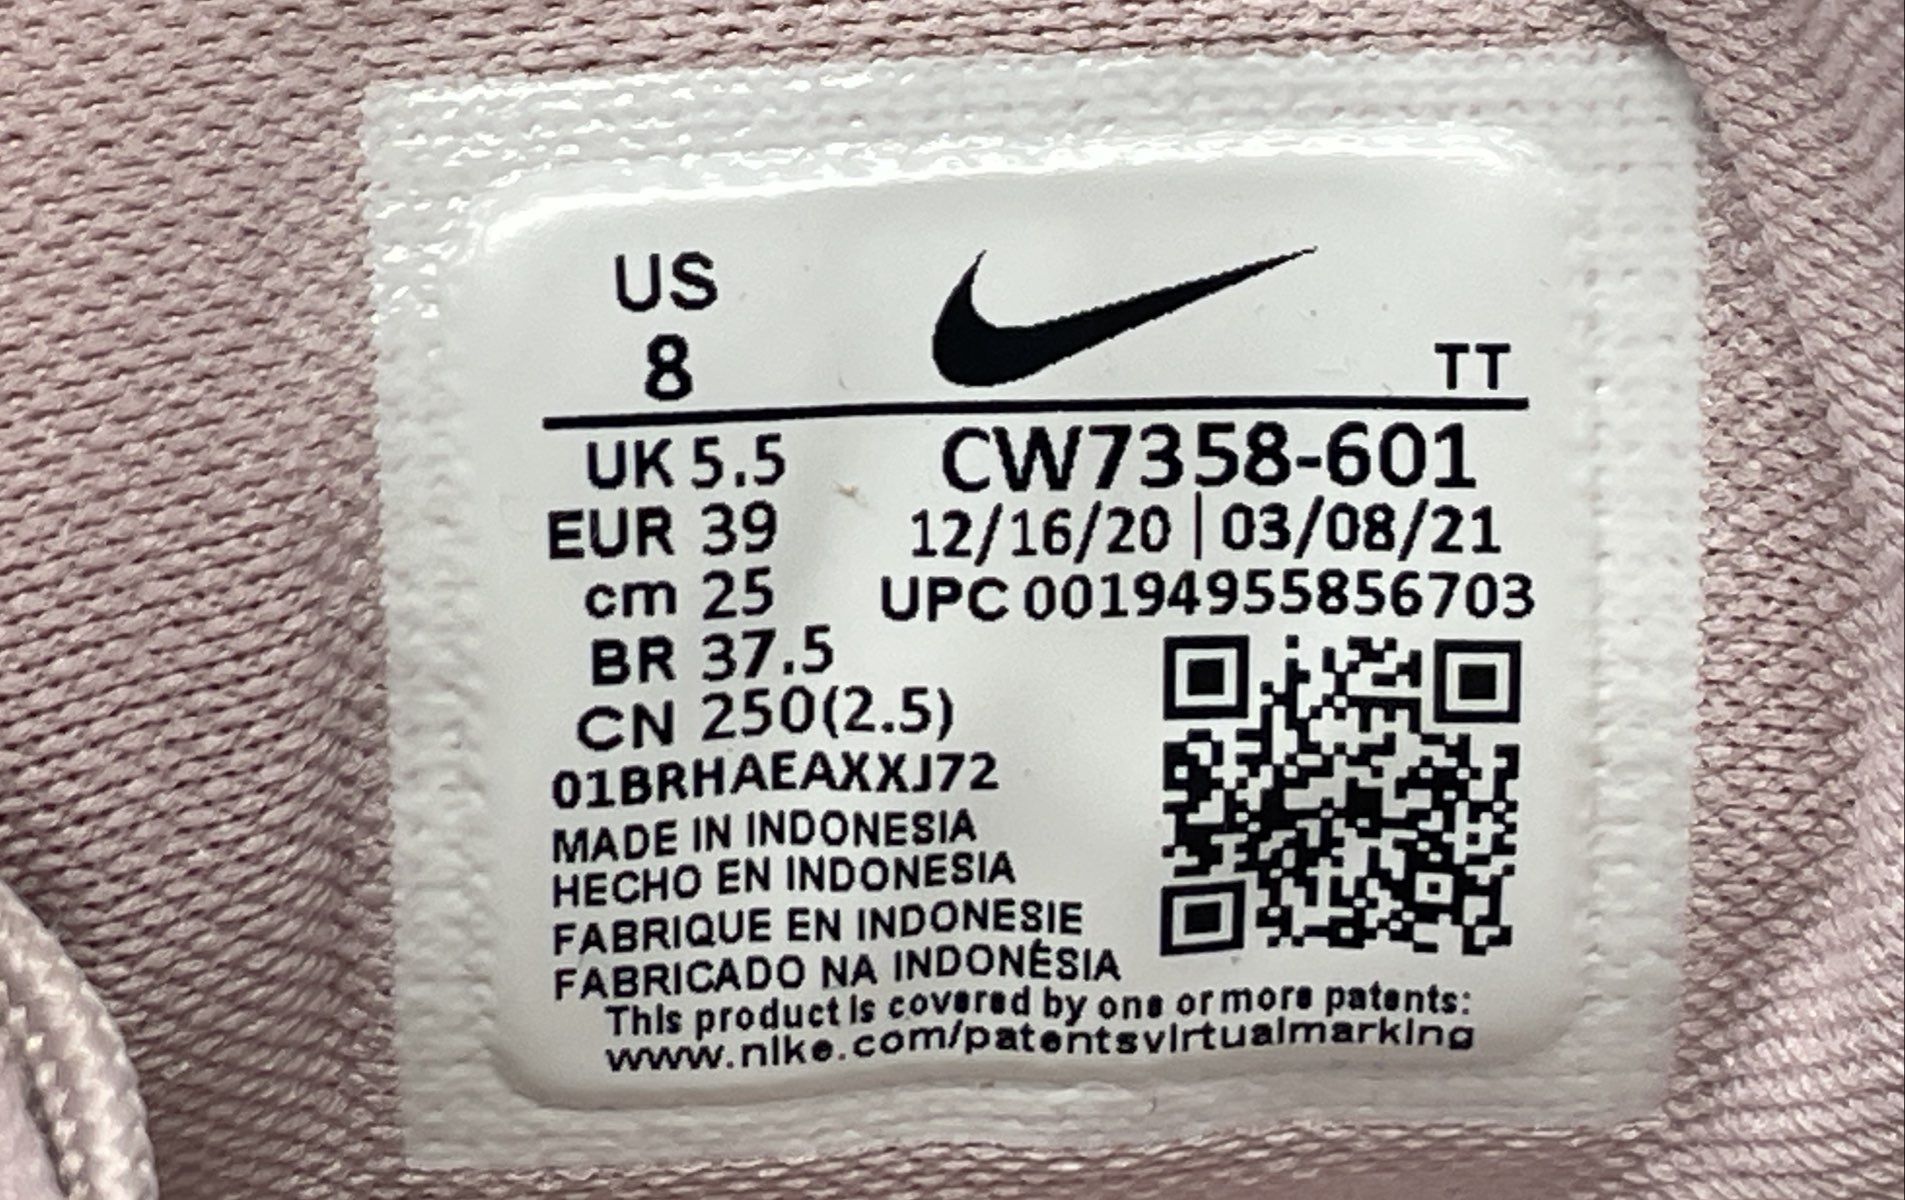 US
8
TT
UK 5.5
CW7358-601
EUR 39
12/16/20 | 03/08/21
cm 25
UPC 00194955856703
BR 37.5
CN 250(2.5)
01BRHAEAXXJ72
MADE IN INDONESIA
HECHO EN INDONESIA
FABRIQUE EN INDONESIE
FABRICADO NA INDONÉSIA
This product is covered by one or more patents:
www.nike.com/patentsvirtualmarking